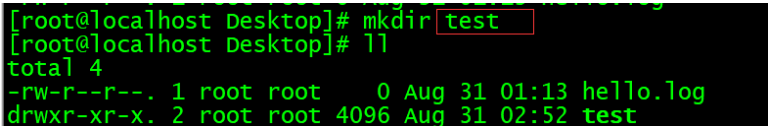 [root@localhost Desktop]# mkdir test
[root@localhost Desktop]# ll
total 4
-rw-r--r--. 1 root root    0 Aug 31 01:13 hello.log
drwxr-xr-x. 2 root root 4096 Aug 31 02:52 test